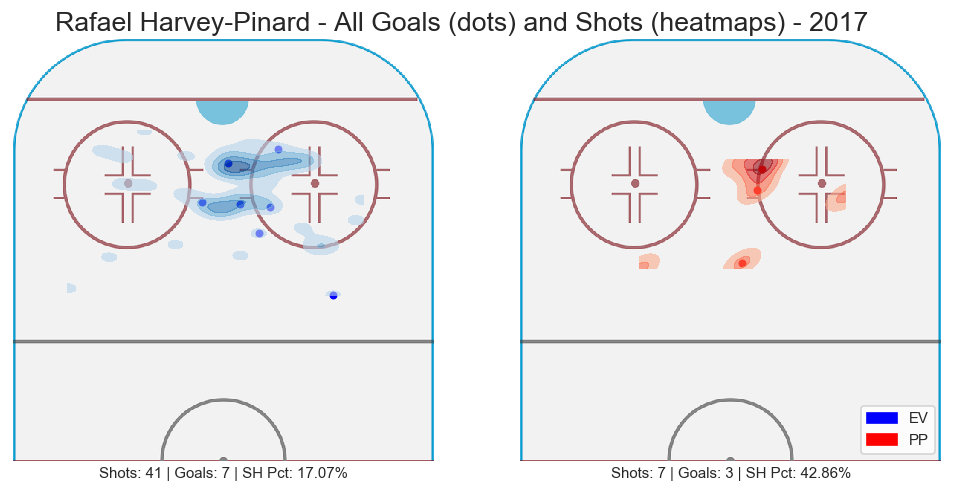 Rafael Harvey-Pinard - All Goals (dots) and Shots (heatmaps) - 2017
EV
PP
Shots: 41 | Goals: 7 | SH Pct: 17.07%
Shots: 7 | Goals: 3 | SH Pct: 42.86%